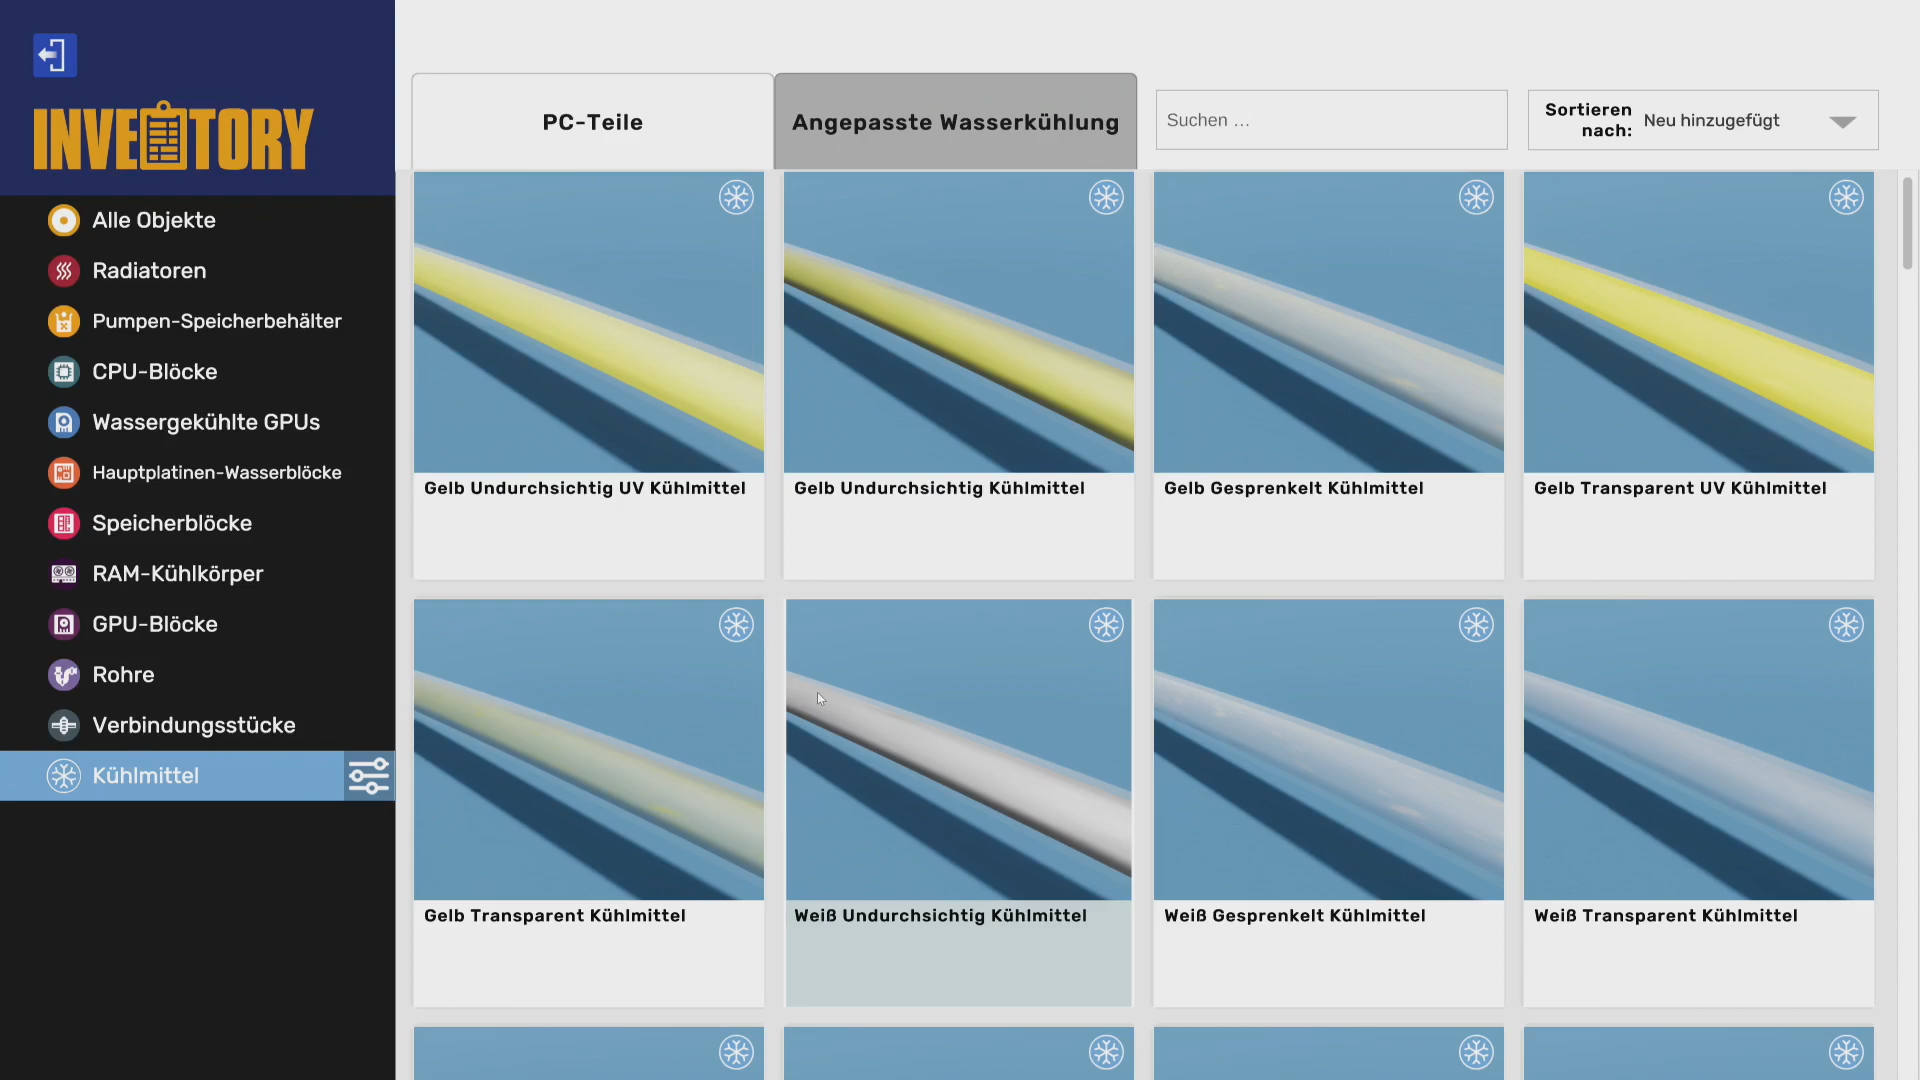 INVENTORY
PC-Teile
Angepasste Wasserkühlung
Suchen …
Sortieren
nach:
Neu hinzugefügt
Alle Objekte
Radiatoren
Pumpen-Speicherbehälter
CPU-Blöcke
Wassergekühlte GPUs
Hauptplatinen-Wasserblöcke
Speicherblöcke
RAM-Kühlkörper
GPU-Blöcke
Rohre
Verbindungsstücke
Kühlmittel
Gelb Undurchsichtig UV Kühlmittel
Gelb Undurchsichtig Kühlmittel
Gelb Gesprenkelt Kühlmittel
Gelb Transparent UV Kühlmittel
Gelb Transparent Kühlmittel
Weiß Undurchsichtig Kühlmittel
Weiß Gesprenkelt Kühlmittel
Weiß Transparent Kühlmittel